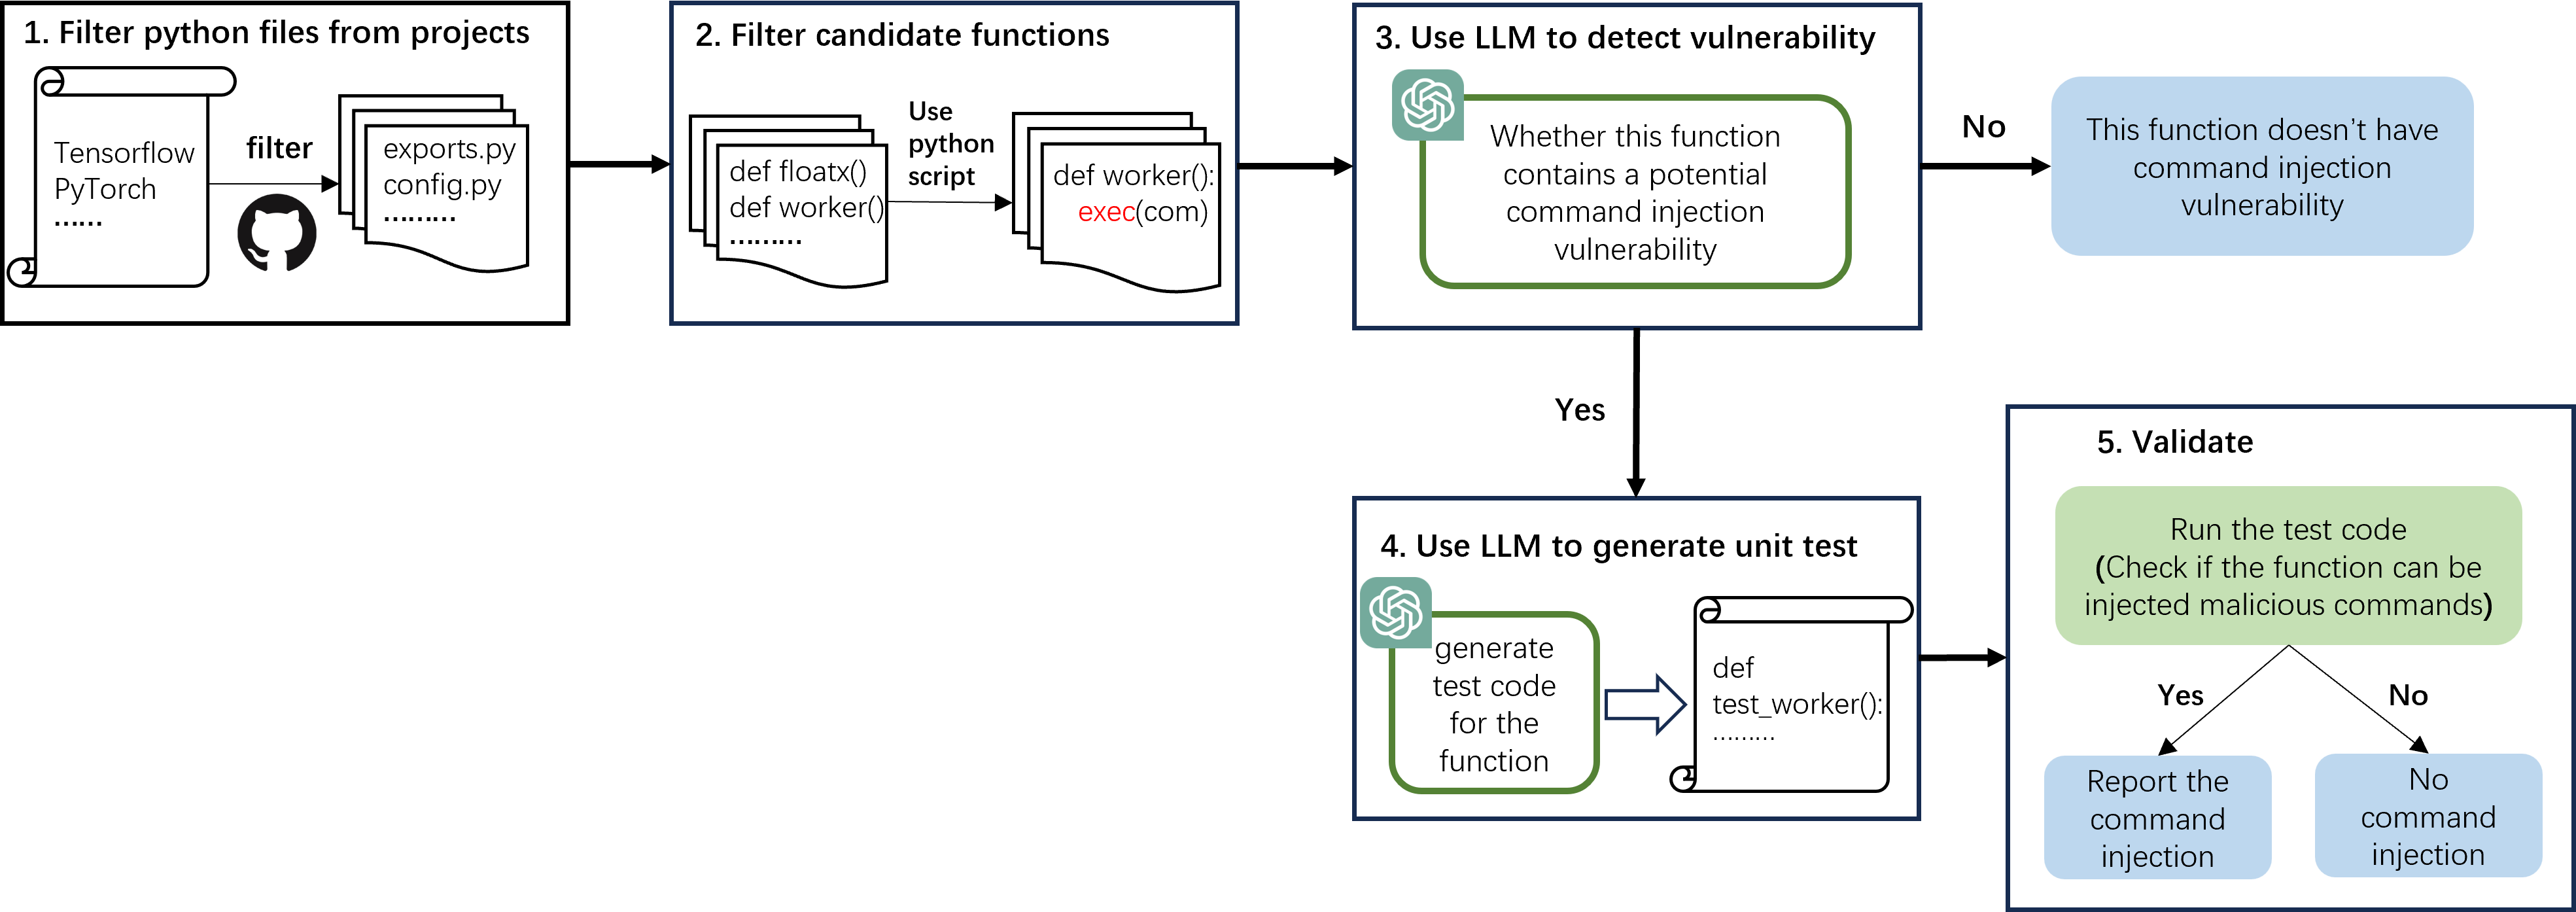 1. Filter python files from projects
Tensorflow
PyTorch
......
filter
exports.py
config.py
.........
2. Filter candidate functions
def floatx()
def worker()
.........
Use
python
script
def worker():
exec(com)
3. Use LLM to detect vulnerability
Whether this function
contains a potential
command injection
vulnerability
No
This function doesn’t have
command injection
vulnerability
Yes
4. Use LLM to generate unit test
generate
test code
for the
function
def
test_worker():
.........
5. Validate
Run the test code
(Check if the function can be
injected malicious commands)
Yes
No
Report the
command
injection
No
command
injection